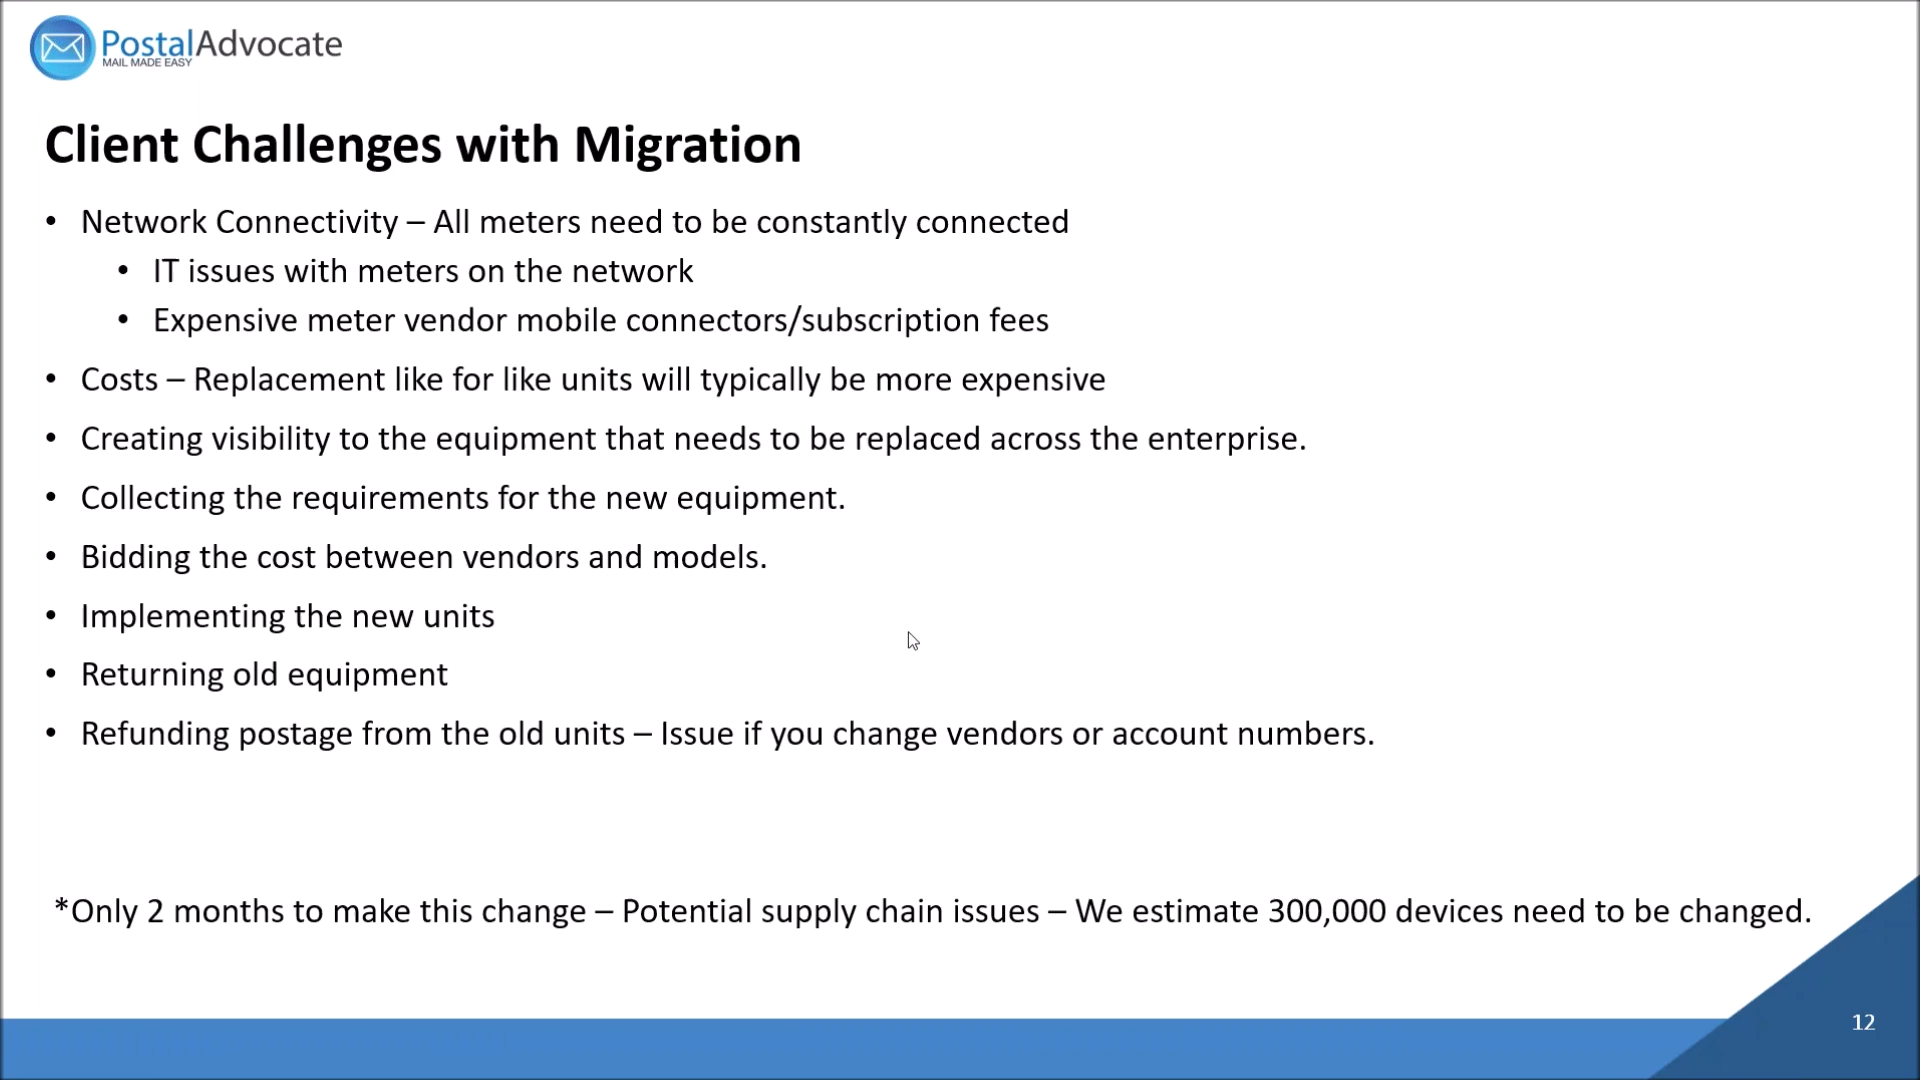 PostalAdvocate
MAIL MADE EASY
Client Challenges with Migration
• Network Connectivity – All meters need to be constantly connected
• IT issues with meters on the network
• Expensive meter vendor mobile connectors/subscription fees
• Costs – Replacement like for like units will typically be more expensive
• Creating visibility to the equipment that needs to be replaced across the enterprise.
• Collecting the requirements for the new equipment.
• Bidding the cost between vendors and models.
• Implementing the new units
• Returning old equipment
• Refunding postage from the old units – Issue if you change vendors or account numbers.
*Only 2 months to make this change – Potential supply chain issues – We estimate 300,000 devices need to be changed.
12